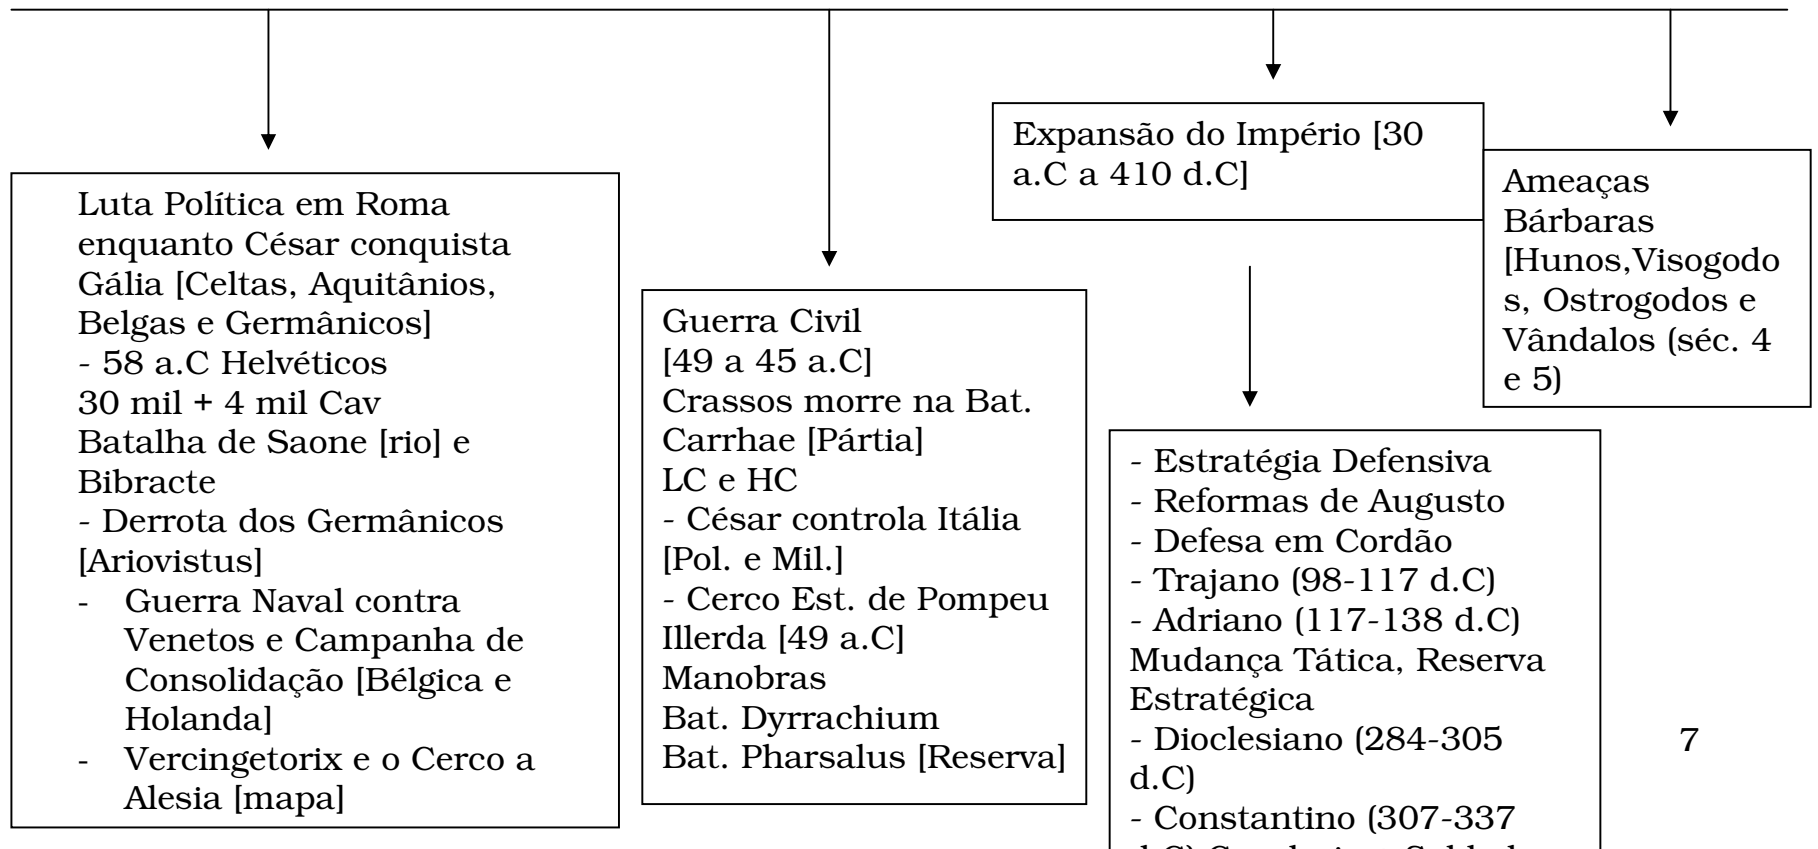 Luta Política em Roma
enquanto César conquista
Gália [Celtas, Aquitânios,
Belgas e Germânicos]
- 58 a.C Helvéticos
30 mil + 4 mil Cav
Batalha de Saone [rio] e
Bibracte
- Derrota dos Germânicos
[Ariovistus]
- Guerra Naval contra
Venetos e Campanha de
Consolidação [Bélgica e
Holanda]
- Vercingetorix e o Cerco a
Alesia [mapa]
Guerra Civil
[49 a 45 a.C]
Crassos morre na Bat.
Carrhae [Pártia]
LC e HC
- César controla Itália
[Pol. e Mil.]
- Cerco Est. de Pompeu
Illerda [49 a.C]
Manobras
Bat. Dyrrachium
Bat. Pharsalus [Reserva]
Expansão do Império [30
a.C a 410 d.C]
- Estratégia Defensiva
- Reformas de Augusto
- Defesa em Cordão
- Trajano (98-117 d.C)
- Adriano (117-138 d.C)
Mudança Tática, Reserva
Estratégica
- Dioclesiano (284-305
d.C)
- Constantino (307-337
Ameaças
Bárbaras
[Hunos,Visogodo
s, Ostrogodos e
Vândalos (séc. 4
e 5)
7